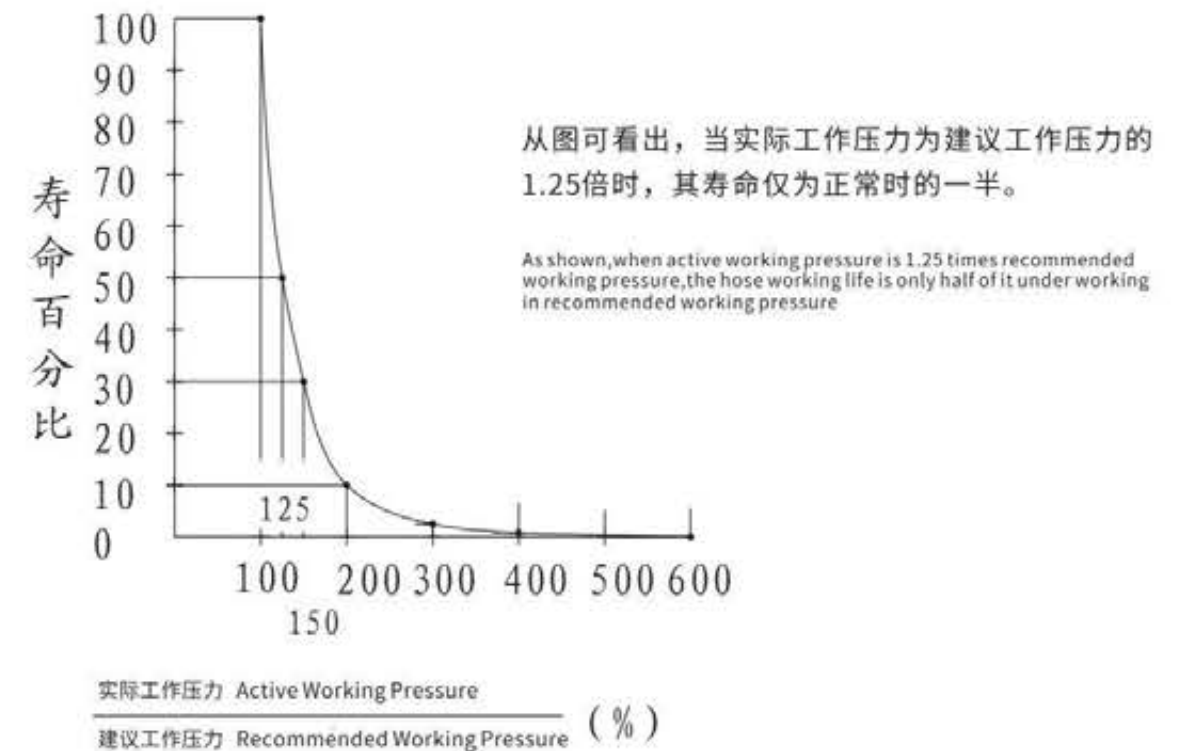 100
90
80
70
60
50
40
30
20
10
0
寿命百分比
从图可看出，当实际工作压力为建议工作压力的
1.25倍时，其寿命仅为正常时的一半。
As shown,when active working pressure is 1.25 times recommended
working pressure,the hose working life is only half of it under working
in recommended working pressure
125
100 200 300 400 500 600
150
实际工作压力 Active Working Pressure
建议工作压力 Recommended Working Pressure
(%)